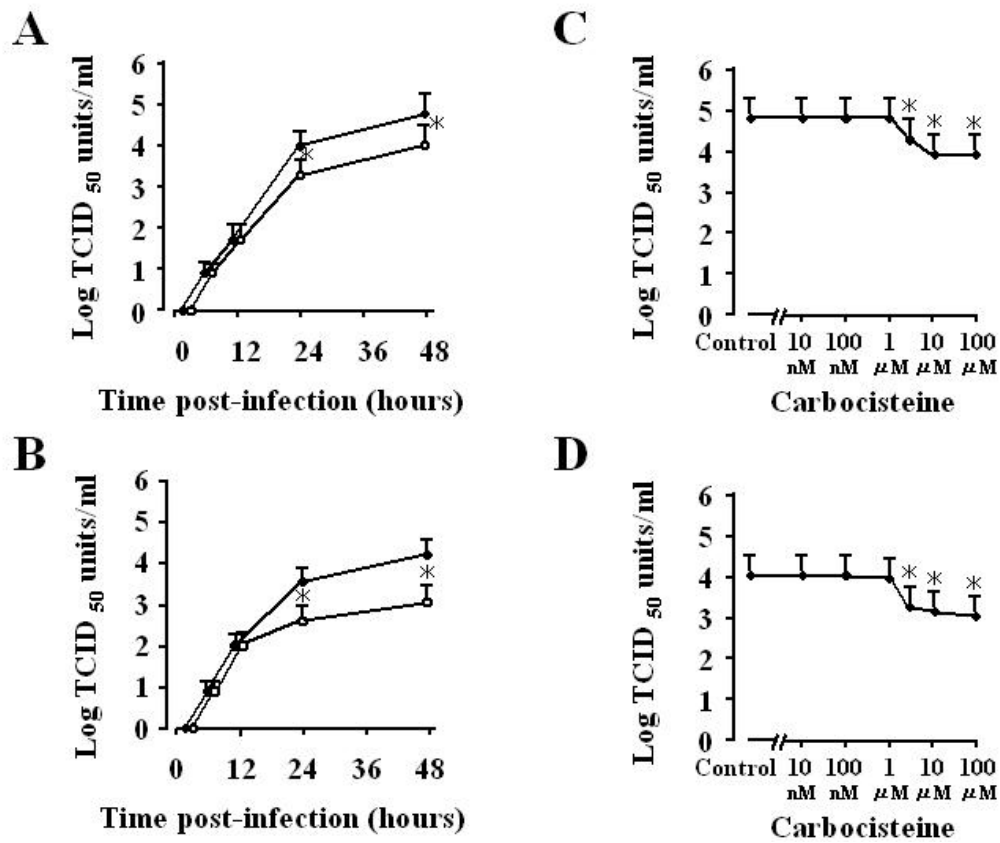 A
Log TCID 50 units/ml
6
5
4
3
2
1
0
0 12 24 36 48
Time post-infection (hours)
B
Log TCID 50 units/ml
6
5
4
3
2
1
0
0 12 24 36 48
Time post-infection (hours)
C
Log TCID 50 units/ml
6
5
4
3
2
1
0
Control 10 100 1 10 100
nM nM μM μM μM
Carbocisteine
D
Log TCID 50 units/ml
6
5
4
3
2
1
0
Control 10 100 1 10 100
nM nM μM μM μM
Carbocisteine